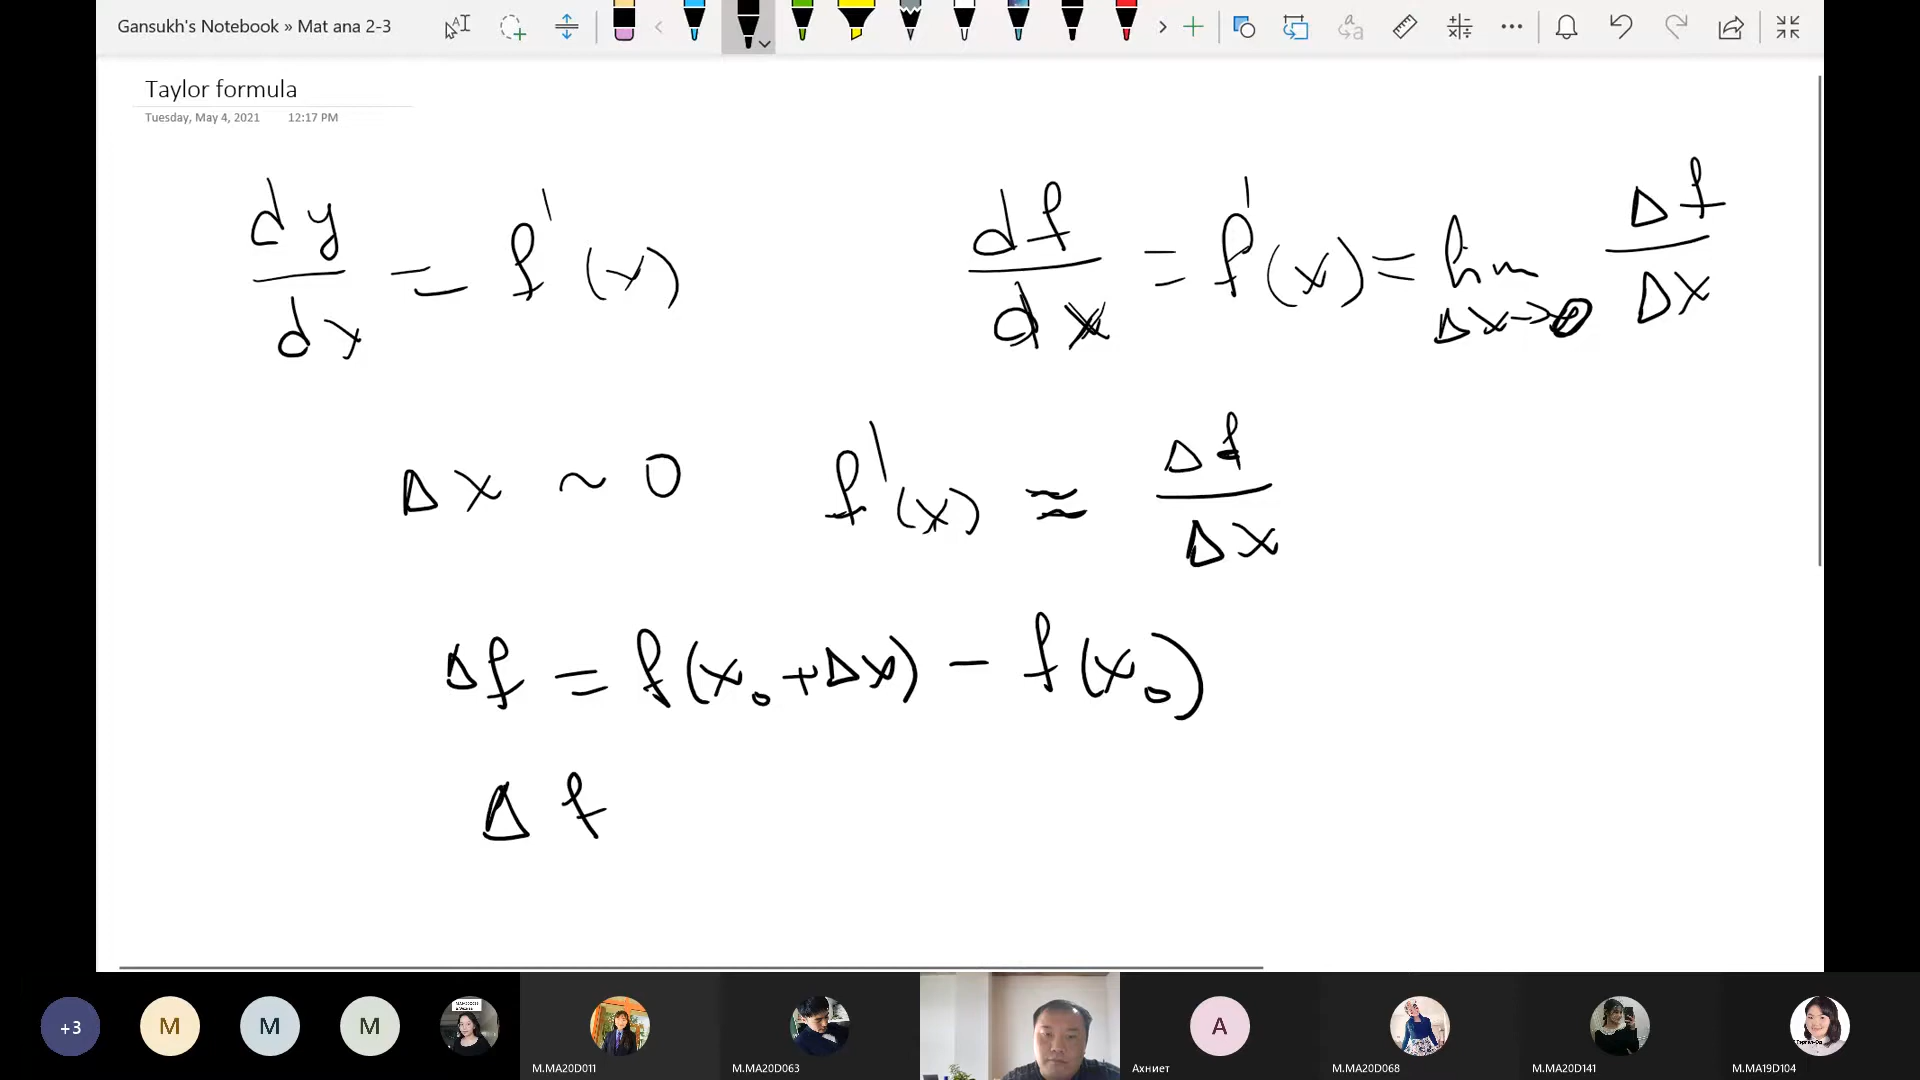 Gansukh's Notebook » Mat ana 2-3
Taylor formula
Tuesday, May 4, 2021 12:17 PM
dy/dx = f'(x)
df/dx = f'(x) = lim Δx→0 Δf/Δx
Δx ~ 0 f'(x) ≈ Δf/Δx
Δf = f(x₀+Δx) − f(x₀)
Δf
+3 M M M A
M.MA20D011 M.MA20D063 Ахниет M.MA20D068 M.MA20D141 M.MA19D104